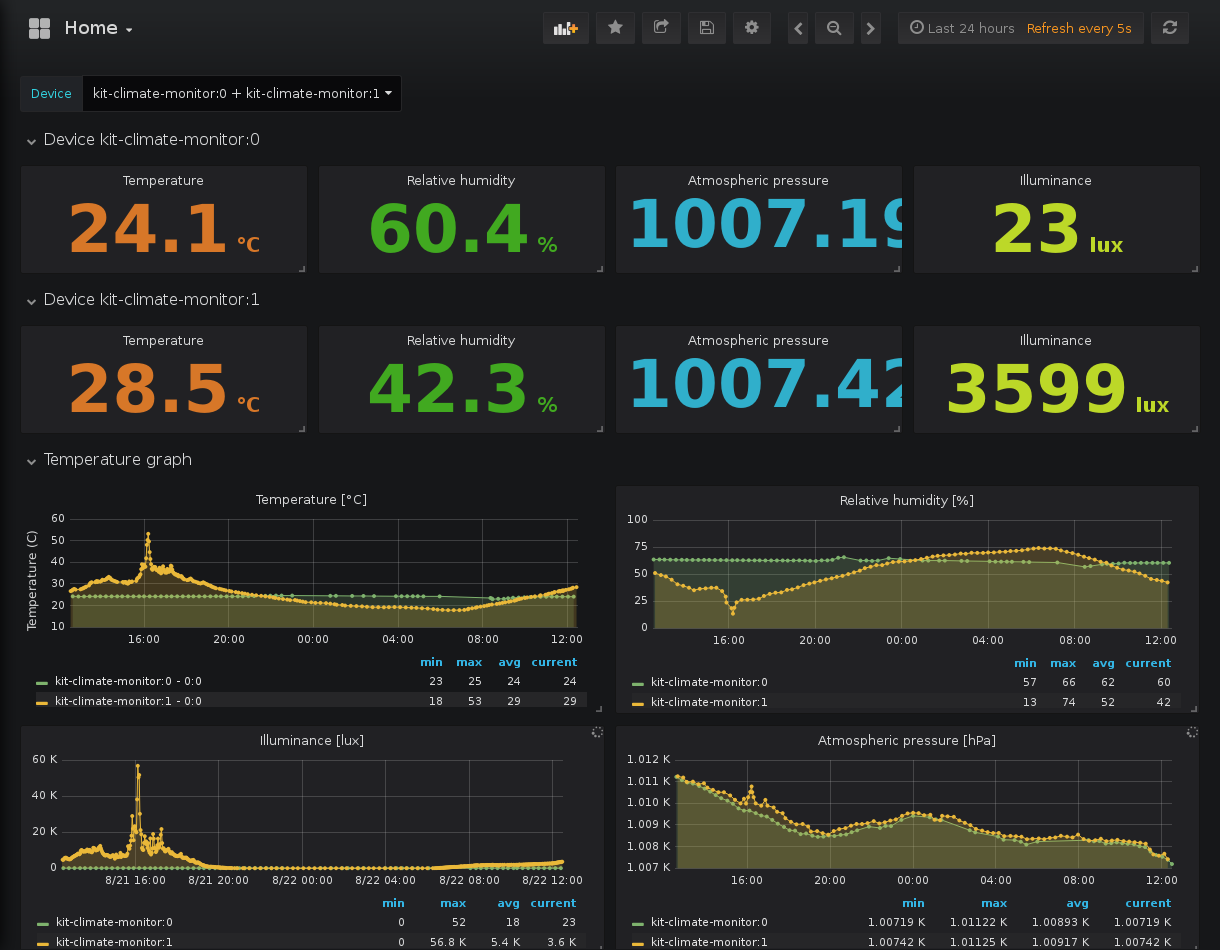 Home
Last 24 hours Refresh every 5s
Device kit-climate-monitor:0 + kit-climate-monitor:1
Device kit-climate-monitor:0
Temperature Relative humidity Atmospheric pressure Illuminance
24.1 °C 60.4 % 1007.19 23 lux
Device kit-climate-monitor:1
Temperature Relative humidity Atmospheric pressure Illuminance
28.5 °C 42.3 % 1007.42 3599 lux
Temperature graph
Temperature [°C]
Temperature (C)
60
50
40
30
20
10
16:00 20:00 00:00 04:00 08:00 12:00
min max avg current
kit-climate-monitor:0 - 0:0 23 25 24 24
kit-climate-monitor:1 - 0:0 18 53 29 29
Relative humidity [%]
100
75
50
25
0
16:00 20:00 00:00 04:00 08:00 12:00
min max avg current
kit-climate-monitor:0 57 66 62 60
kit-climate-monitor:1 13 74 52 42
Illuminance [lux]
60 K
40 K
20 K
0
8/21 16:00 8/21 20:00 8/22 00:00 8/22 04:00 8/22 08:00 8/22 12:00
min max avg current
kit-climate-monitor:0 0 52 18 23
kit-climate-monitor:1 0 56.8 K 5.4 K 3.6 K
Atmospheric pressure [hPa]
1.012 K
1.011 K
1.010 K
1.009 K
1.008 K
1.007 K
16:00 20:00 00:00 04:00 08:00 12:00
min max avg current
kit-climate-monitor:0 1.00719 K 1.01122 K 1.00893 K 1.00719 K
kit-climate-monitor:1 1.00742 K 1.01125 K 1.00917 K 1.00742 K